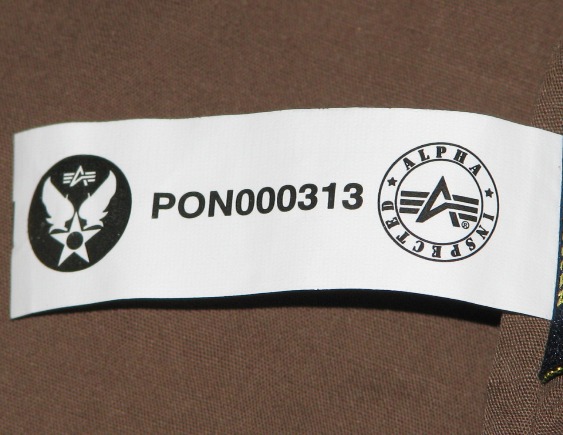 PON000313
ALPHA
INSPECTED
®